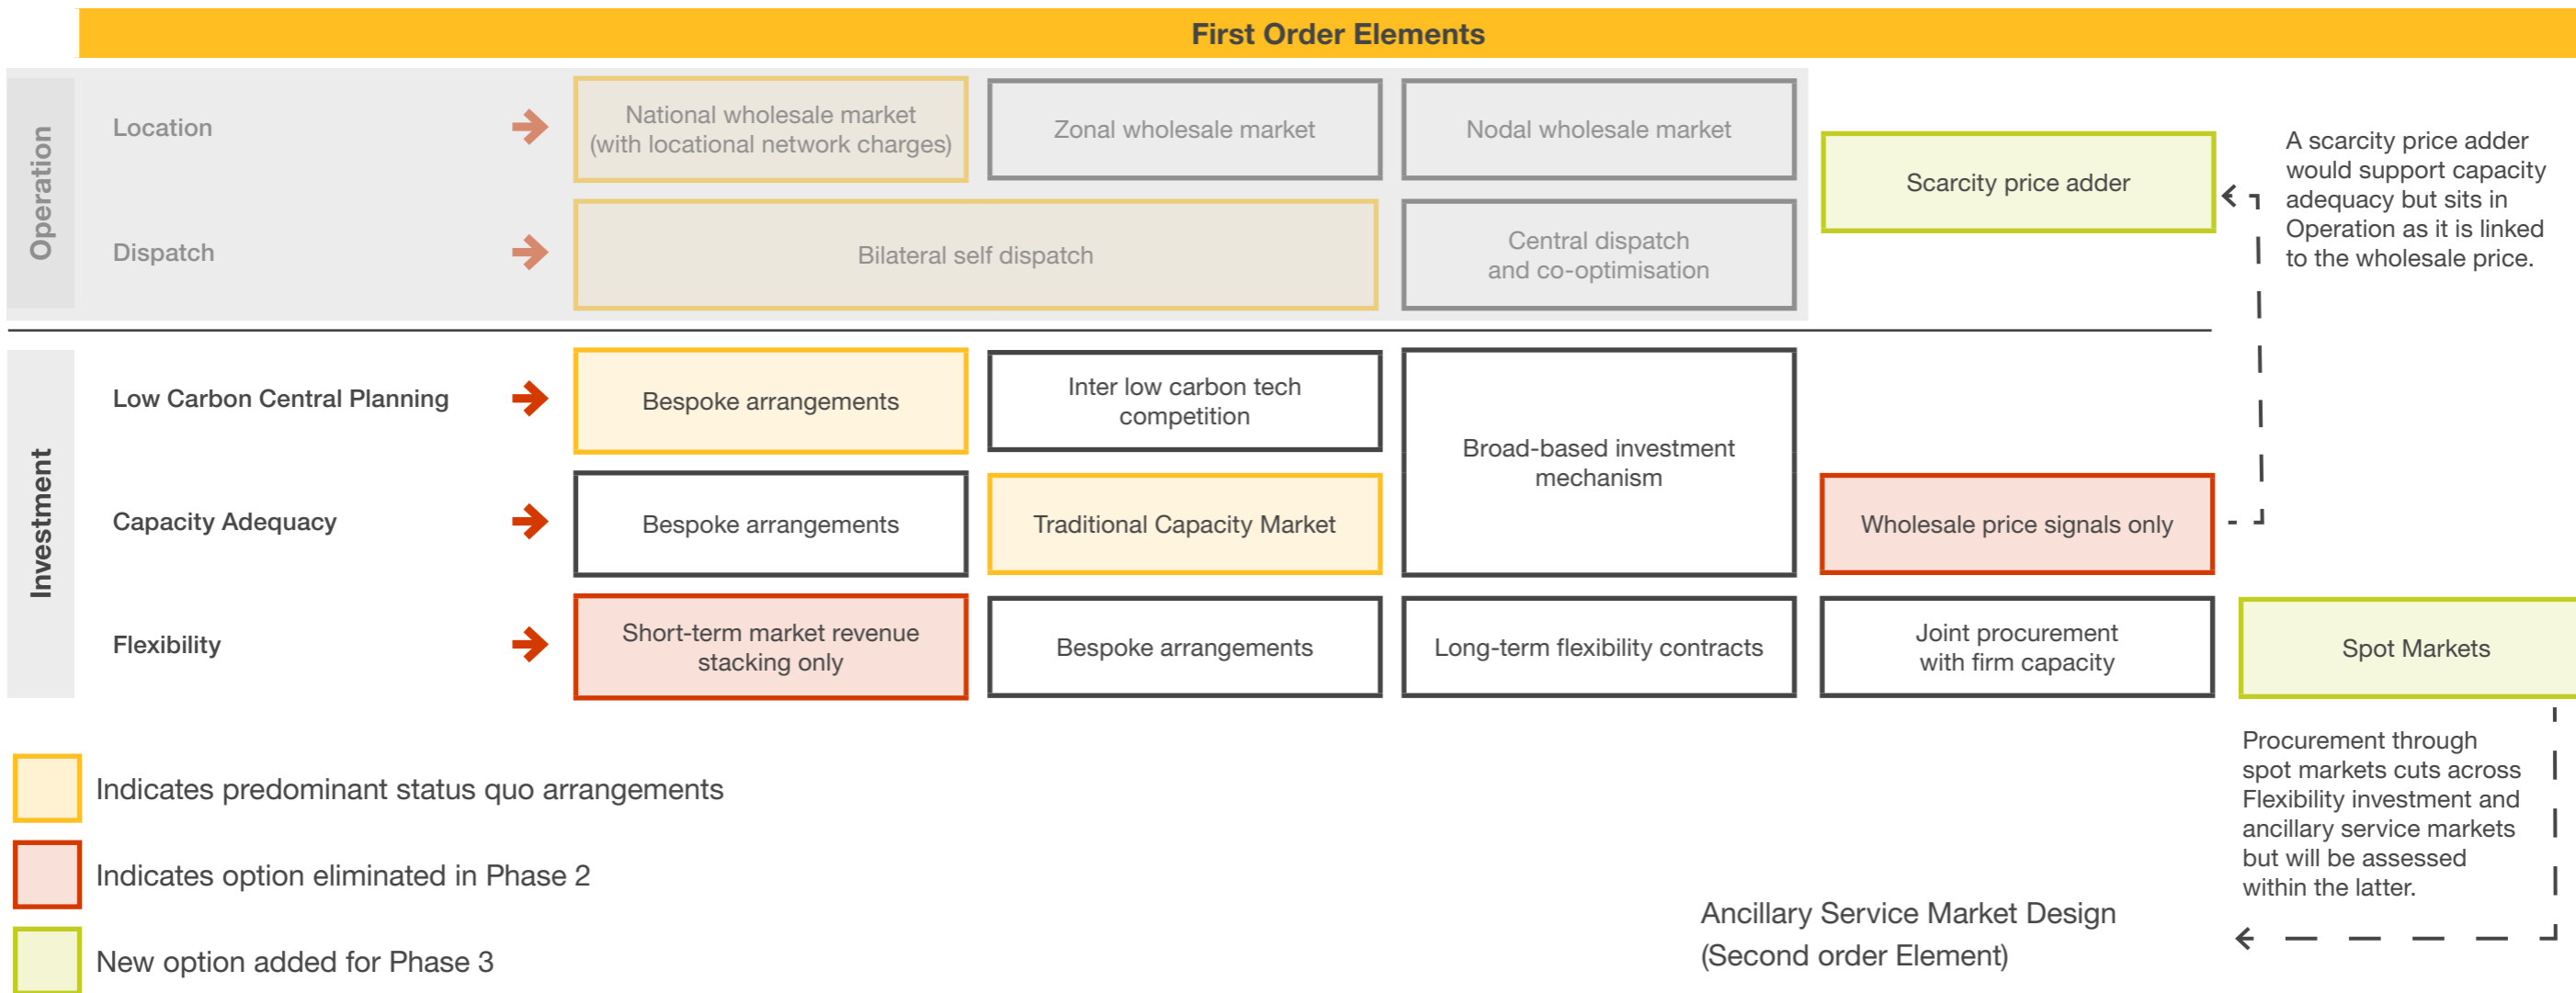 First Order Elements
Operation
Location
National wholesale market
(with locational network charges)
Zonal wholesale market
Nodal wholesale market
Scarcity price adder
A scarcity price adder
would support capacity
adequacy but sits in
Operation as it is linked
to the wholesale price.
Dispatch
Bilateral self dispatch
Central dispatch
and co-optimisation
Investment
Low Carbon Central Planning
Bespoke arrangements
Inter low carbon tech
competition
Broad-based investment
mechanism
Capacity Adequacy
Bespoke arrangements
Traditional Capacity Market
Wholesale price signals only
Flexibility
Short-term market revenue
stacking only
Bespoke arrangements
Long-term flexibility contracts
Joint procurement
with firm capacity
Spot Markets
Procurement through
spot markets cuts across
Flexibility investment and
ancillary service markets
but will be assessed
within the latter.
Indicates predominant status quo arrangements
Indicates option eliminated in Phase 2
New option added for Phase 3
Ancillary Service Market Design
(Second order Element)